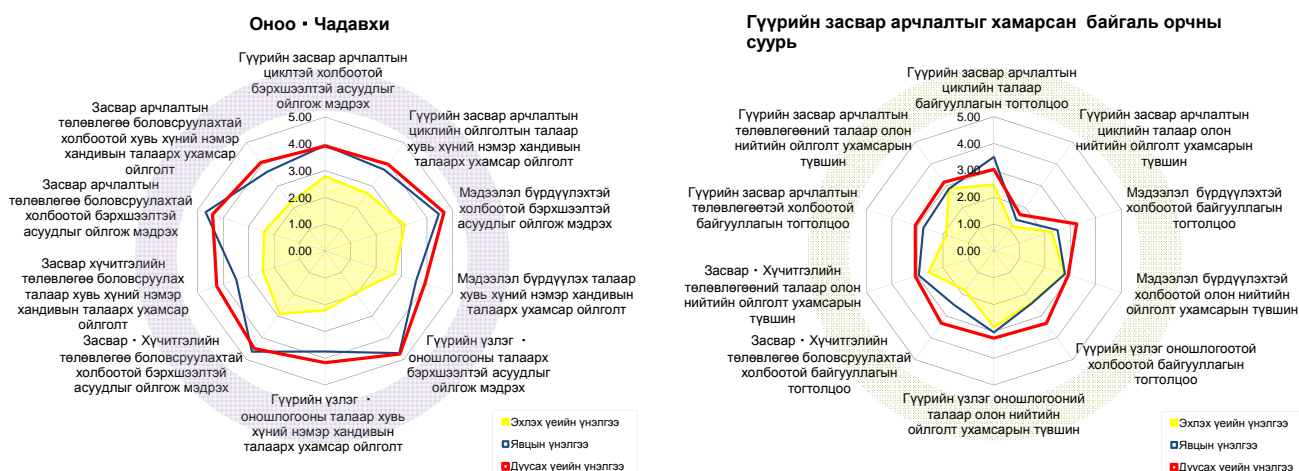 Оноо・Чадавхи
Гүүрийн засвар арчлалтын
циклтэй холбоотой
бэрхшээлтэй асуудлыг
ойлгож мэдрэх
Гүүрийн засвар арчлалтын
циклийн ойлголтын талаар
хувь хүний нэмэр хандивын
талаарх ухамсар ойлголт
Мэдээлэл бүрдүүлэхтэй
холбоотой бэрхшээлтэй
асуудлыг ойлгож мэдрэх
Мэдээлэл бүрдүүлэх талаар
хувь хүний нэмэр хандивын
талаарх ухамсар ойлголт
Гүүрийн үзлэг・
оношлогооны талаарх
бэрхшээлтэй асуудлыг
ойлгож мэдрэх
Гүүрийн үзлэг・
оношлогооны талаар хувь
хүний нэмэр хандивын
талаарх ухамсар ойлголт
Засвар・Хүчитгэлийн
төлөвлөгөө боловсруулахтай
холбоотой бэрхшээлтэй
асуудлыг ойлгож мэдрэх
Засвар хүчитгэлийн
төлөвлөгөө боловсруулах
талаар хувь хүний нэмэр
хандивын талаарх ухамсар
ойлголт
Засвар арчлалтын
төлөвлөгөө боловсруулахтай
холбоотой бэрхшээлтэй
асуудлыг ойлгож мэдрэх
Засвар арчлалтын
төлөвлөгөө боловсруулахтай
холбоотой хувь хүний нэмэр
хандивын талаарх ухамсар
ойлголт
5.00
4.00
3.00
2.00
1.00
0.00
Эхлэх үеийн үнэлгээ
Явцын үнэлгээ
Дуусах үеийн үнэлгээ
Гүүрийн засвар арчлалтыг хамарсан байгаль орчны
суурь
Гүүрийн засвар арчлалтын
циклийн талаар
байгууллагын тогтолцоо
Гүүрийн засвар арчлалтын
циклийн талаар олон
нийтийн ойлголт ухамсарын
түвшин
Мэдээлэл бүрдүүлэхтэй
холбоотой байгууллагын
тогтолцоо
Мэдээлэл бүрдүүлэхтэй
холбоотой олон нийтийн
ойлголт ухамсарын түвшин
Гүүрийн үзлэг оношлогоотой
холбоотой байгууллагын
тогтолцоо
Гүүрийн үзлэг оношлогооний
талаар олон нийтийн
ойлголт ухамсарын түвшин
Засвар・Хүчитгэлийн
төлөвлөгөөтэй
холбоотой байгууллагын
тогтолцоо
Засвар・Хүчитгэлийн
төлөвлөгөөний талаар олон
нийтийн ойлголт ухамсарын
түвшин
Гүүрийн засвар арчлалтын
төлөвлөгөөтэй холбоотой
байгууллагын тогтолцоо
Гүүрийн засвар арчлалтын
төлөвлөгөөний талаар олон
нийтийн ойлголт ухамсарын
түвшин
5.00
4.00
3.00
2.00
1.00
0.00
Эхлэх үеийн үнэлгээ
Явцын үнэлгээ
Дуусах үеийн үнэлгээ